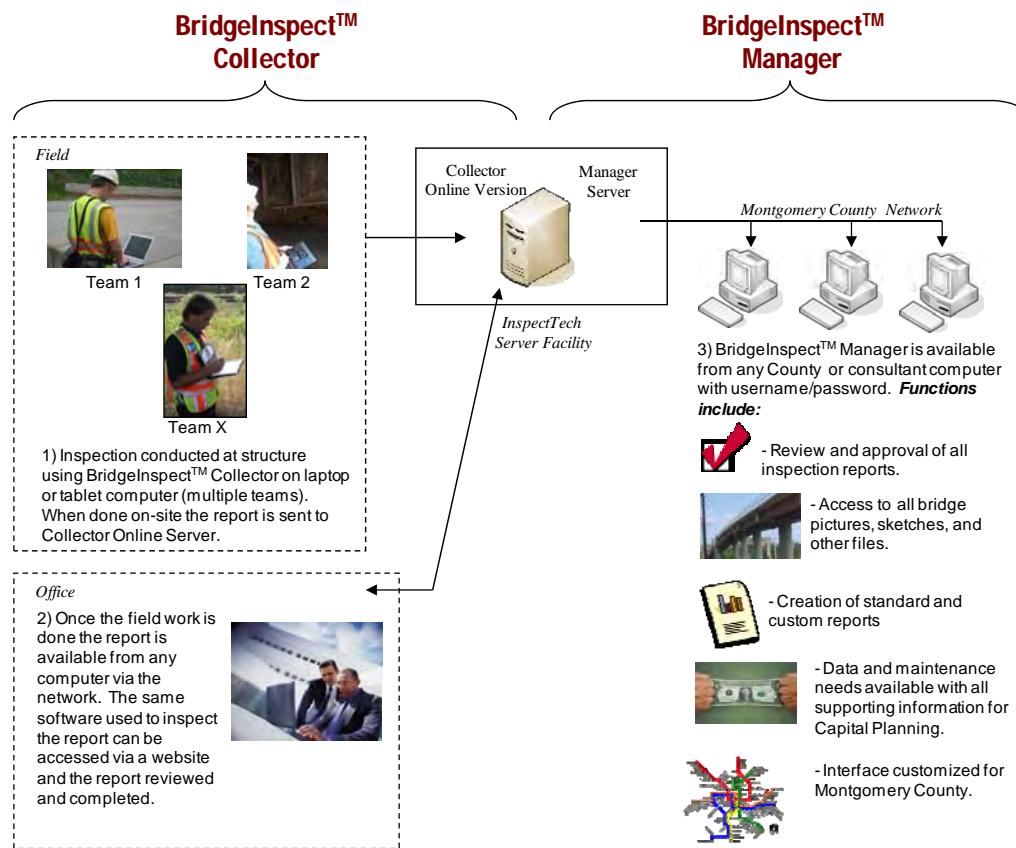 BridgeInspect™
Collector
BridgeInspect™
Manager
Field
Team 1
Team 2
Team X
1) Inspection conducted at structure
using BridgeInspect™ Collector on laptop
or tablet computer (multiple teams).
When done on-site the report is sent to
Collector Online Server.
Collector
Online Version
Manager
Server
InspectTech
Server Facility
Montgomery County Network
Office
2) Once the field work is
done the report is
available from any
computer via the
network. The same
software used to inspect
the report can be
accessed via a website
and the report reviewed
and completed.
3) BridgeInspect™ Manager is available
from any County or consultant computer
with username/password. Functions
include:
- Review and approval of all
inspection reports.
- Access to all bridge
pictures, sketches, and
other files.
- Creation of standard and
custom reports
- Data and maintenance
needs available with all
supporting information for
Capital Planning.
- Interface customized for
Montgomery County.